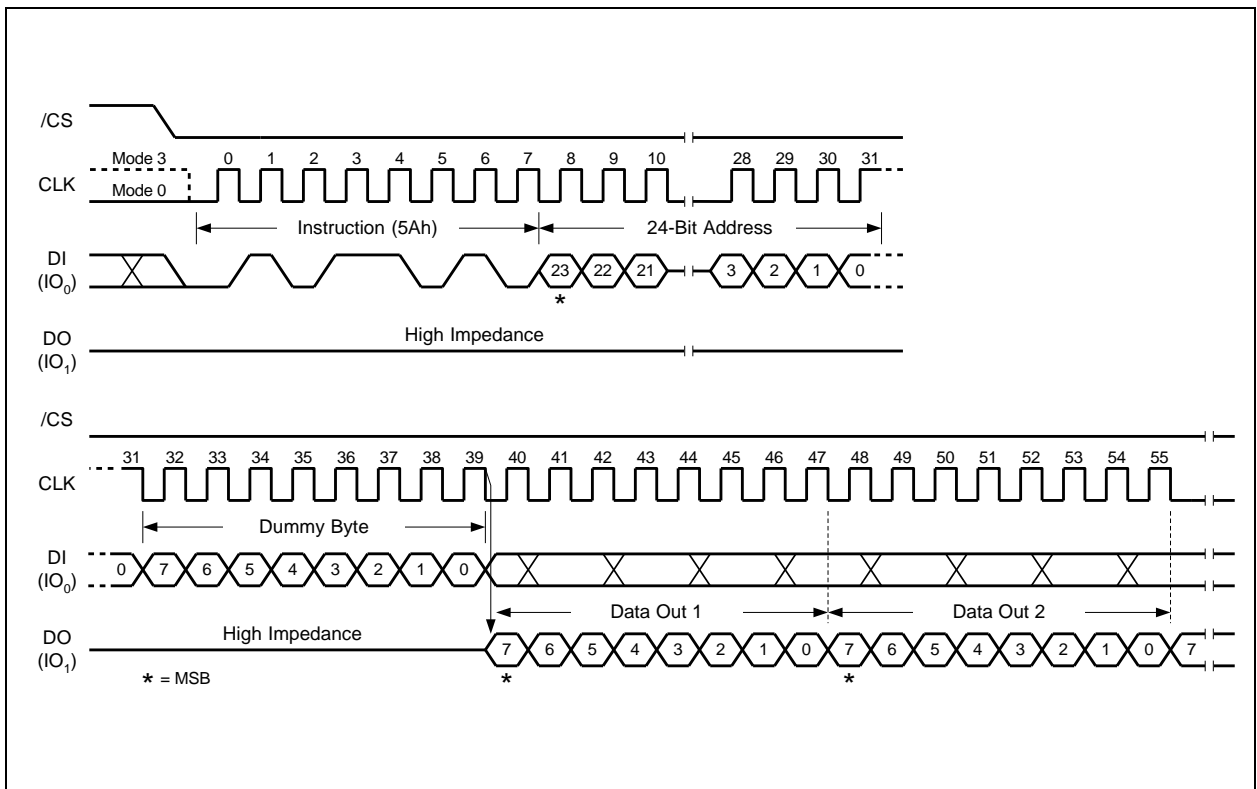 /CS
Mode 3 0 1 2 3 4 5 6 7 8 9 10 28 29 30 31
CLK
Mode 0
Instruction (5Ah) 24-Bit Address
DI
(IO0)
23 22 21 3 2 1 0
*
DO
(IO1)
High Impedance
/CS
31 32 33 34 35 36 37 38 39 40 41 42 43 44 45 46 47 48 49 50 51 52 53 54 55
CLK
Dummy Byte
DI
(IO0)
0 7 6 5 4 3 2 1 0
Data Out 1 Data Out 2
DO
(IO1)
High Impedance
7 6 5 4 3 2 1 0 7 6 5 4 3 2 1 0 7
* = MSB * *